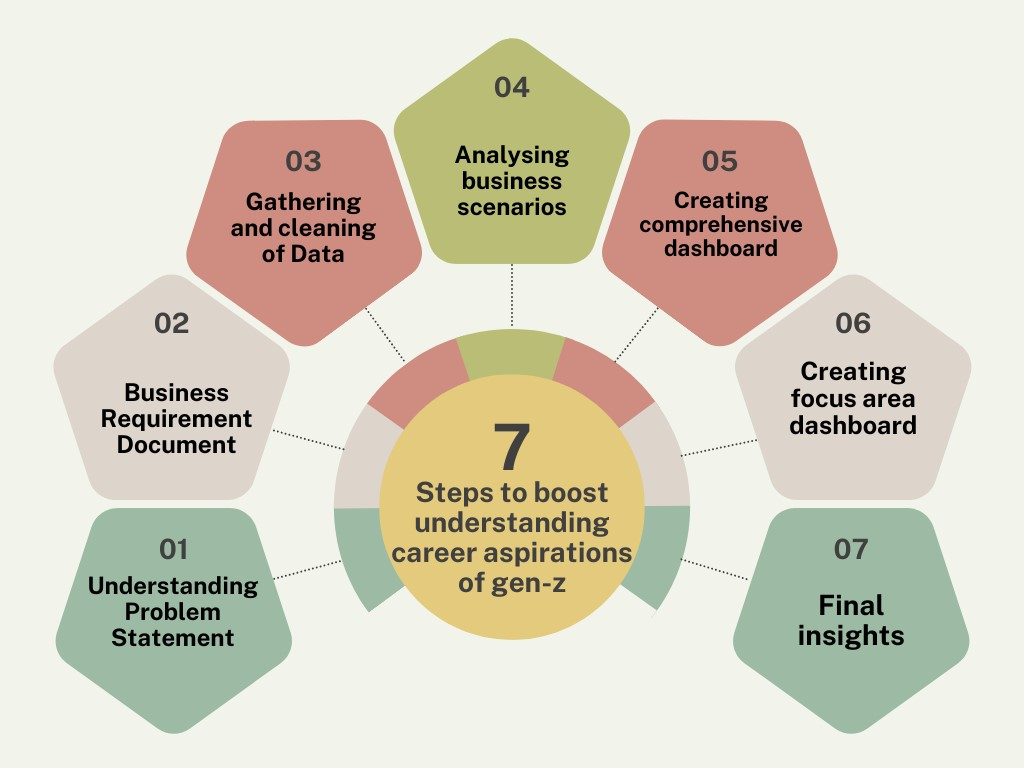 04
Analysing
business
scenarios
03
Gathering
and cleaning
of Data
05
Creating
comprehensive
dashboard
02
Business
Requirement
Document
06
Creating
focus area
dashboard
7
Steps to boost
understanding
career aspirations
of gen-z
01
Understanding
Problem
Statement
07
Final
insights